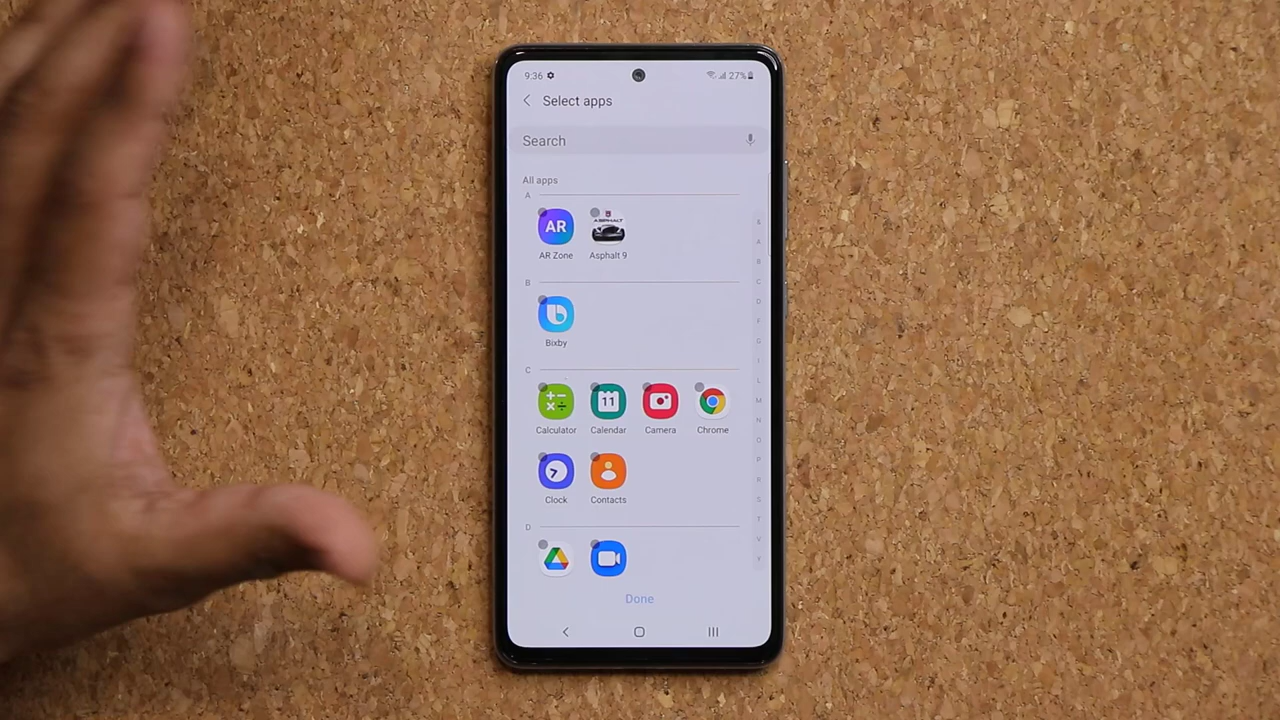 9:36 27%
Select apps
Search
All apps
A
AR
ASPHALT
AR Zone Asphalt 9
B
Bixby
C
11
Calculator Calendar Camera Chrome
Clock Contacts
D
Done
&
A
B
C
D
F
G
I
L
M
N
O
P
R
S
T
V
Y